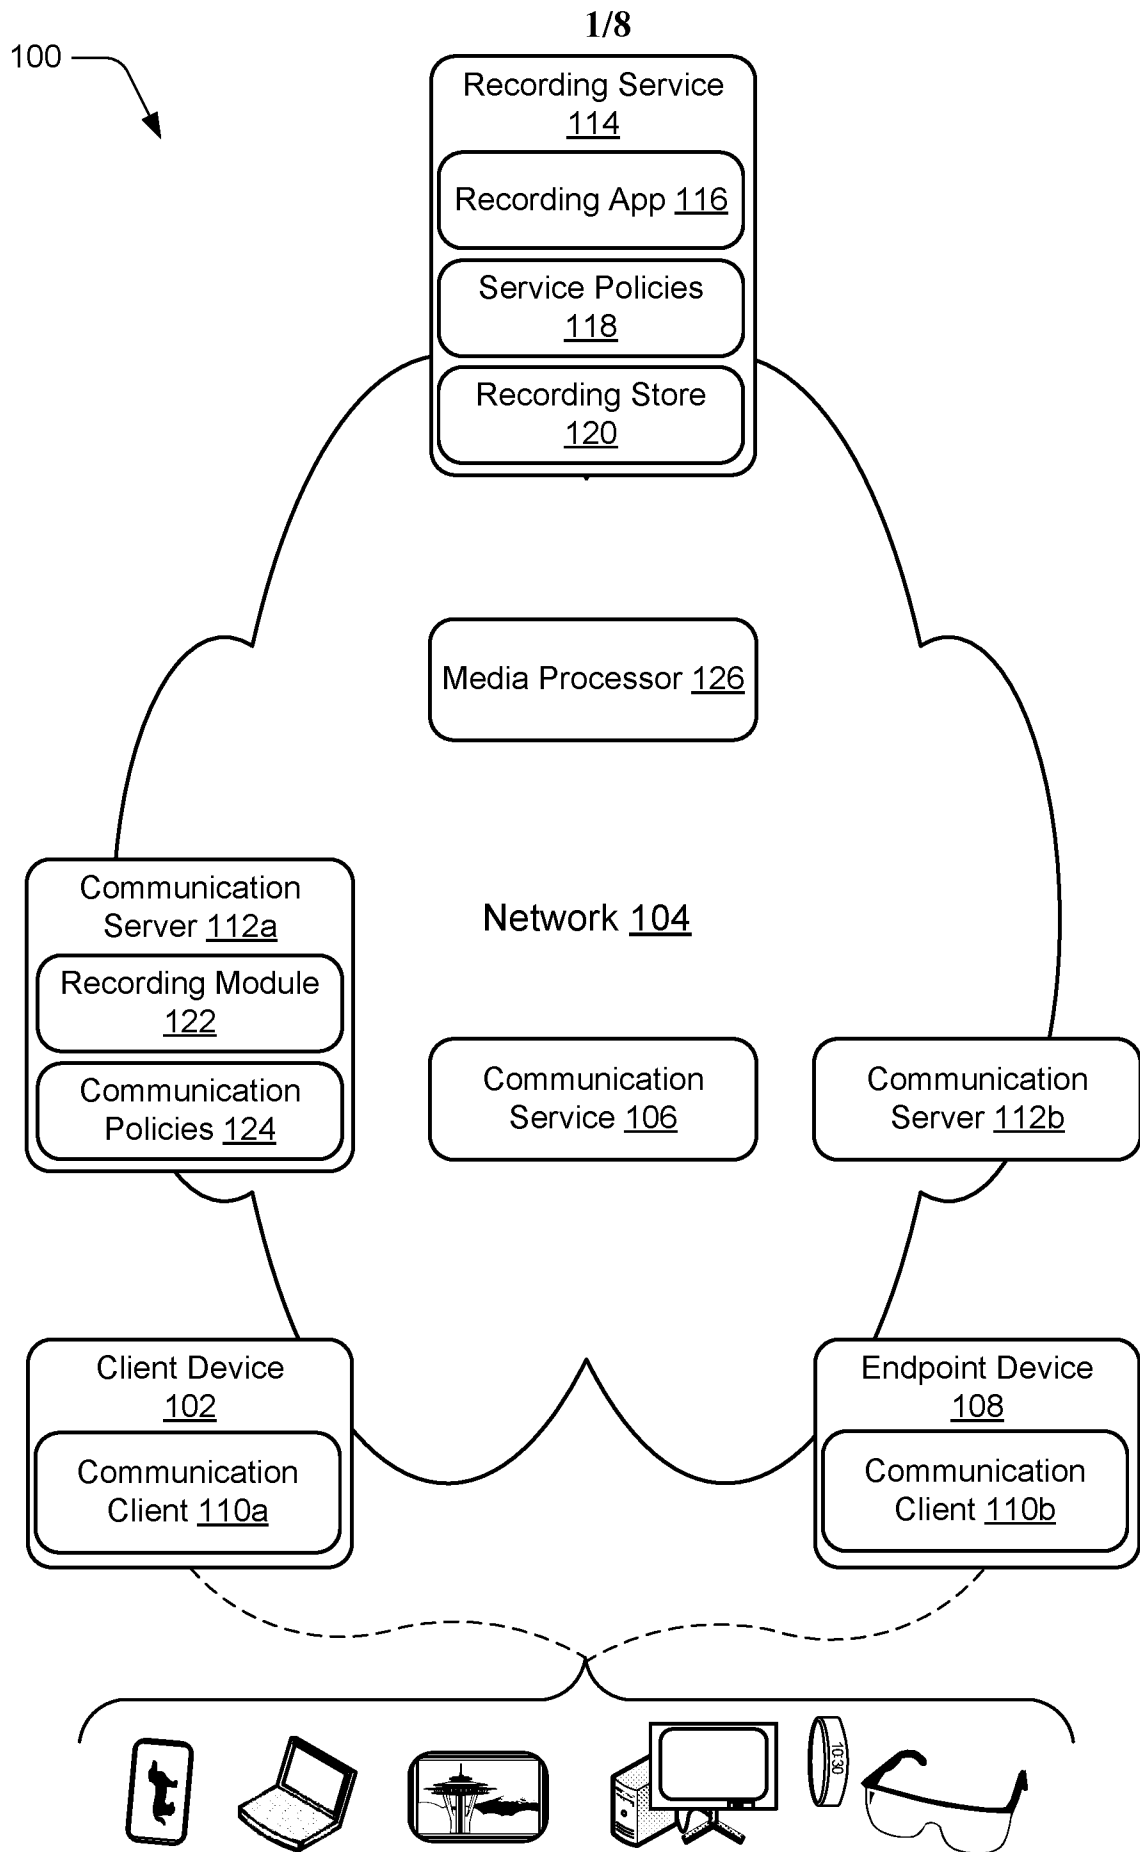 1/8
100
Recording Service
114
Recording App 116
Service Policies
118
Recording Store
120
Media Processor 126
Communication
Server 112a
Recording Module
122
Communication
Policies 124
Network 104
Communication
Service 106
Communication
Server 112b
Client Device
102
Communication
Client 110a
Endpoint Device
108
Communication
Client 110b
10:30